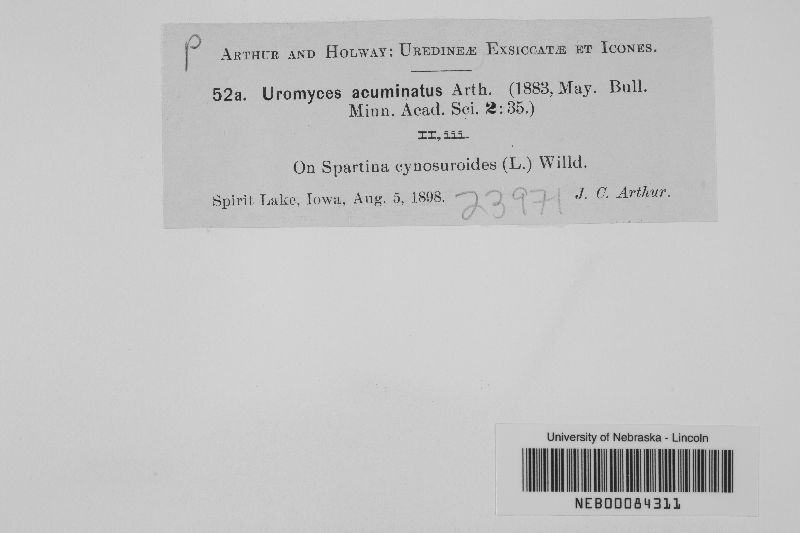 P
ARTHUR AND HOLWAY: UREDINEÆ EXSICCATÆ ET ICONES.
52a. Uromyces acuminatus Arth. (1883, May. Bull.
Minn. Acad. Sci. 2: 35.)
II, iii.
On Spartina cynosuroides (L.) Willd.
Spirit Lake, Iowa, Aug. 5, 1898. 23971 J. C. Arthur.
University of Nebraska - Lincoln
NEB00084311